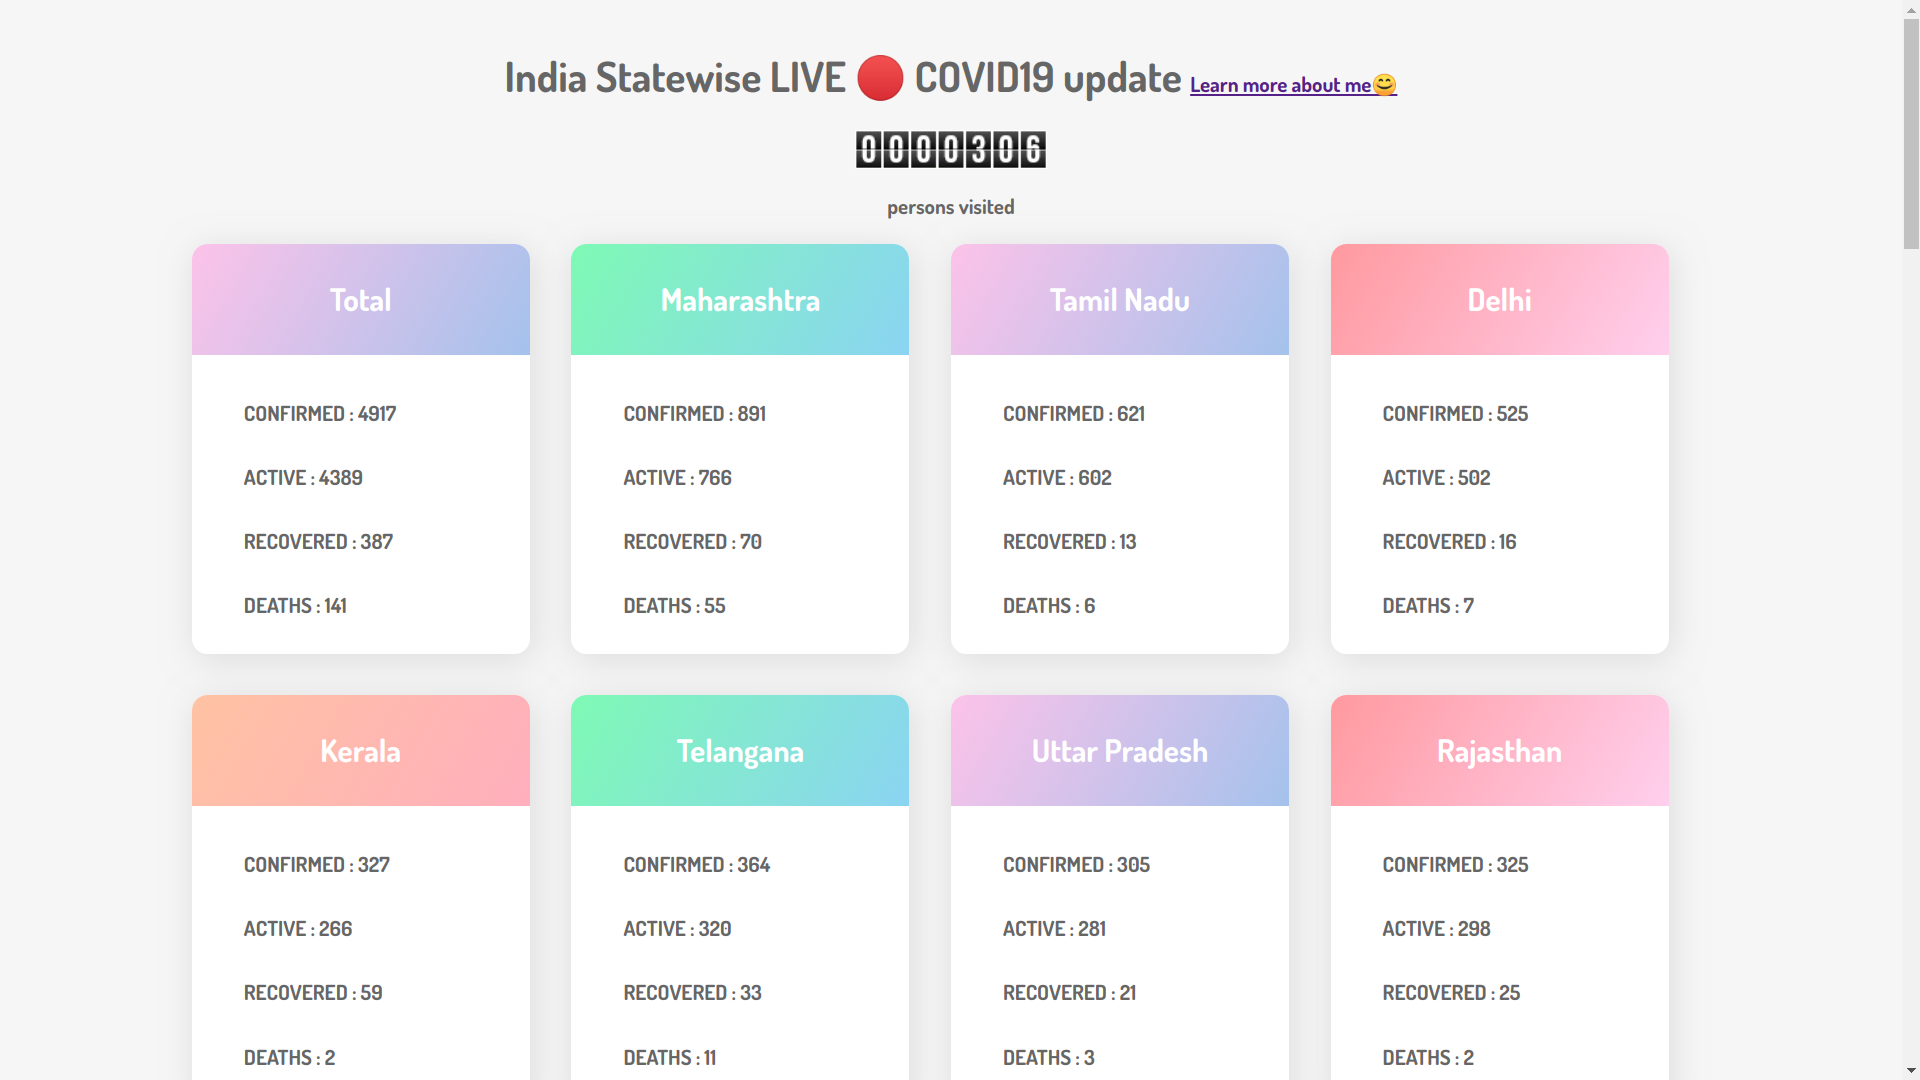 India Statewise LIVE 🔴 COVID19 update Learn more about me😊
0000306
persons visited
Total
CONFIRMED : 4917
ACTIVE : 4389
RECOVERED : 387
DEATHS : 141
Maharashtra
CONFIRMED : 891
ACTIVE : 766
RECOVERED : 70
DEATHS : 55
Tamil Nadu
CONFIRMED : 621
ACTIVE : 602
RECOVERED : 13
DEATHS : 6
Delhi
CONFIRMED : 525
ACTIVE : 502
RECOVERED : 16
DEATHS : 7
Kerala
CONFIRMED : 327
ACTIVE : 266
RECOVERED : 59
DEATHS : 2
Telangana
CONFIRMED : 364
ACTIVE : 320
RECOVERED : 33
DEATHS : 11
Uttar Pradesh
CONFIRMED : 305
ACTIVE : 281
RECOVERED : 21
DEATHS : 3
Rajasthan
CONFIRMED : 325
ACTIVE : 298
RECOVERED : 25
DEATHS : 2